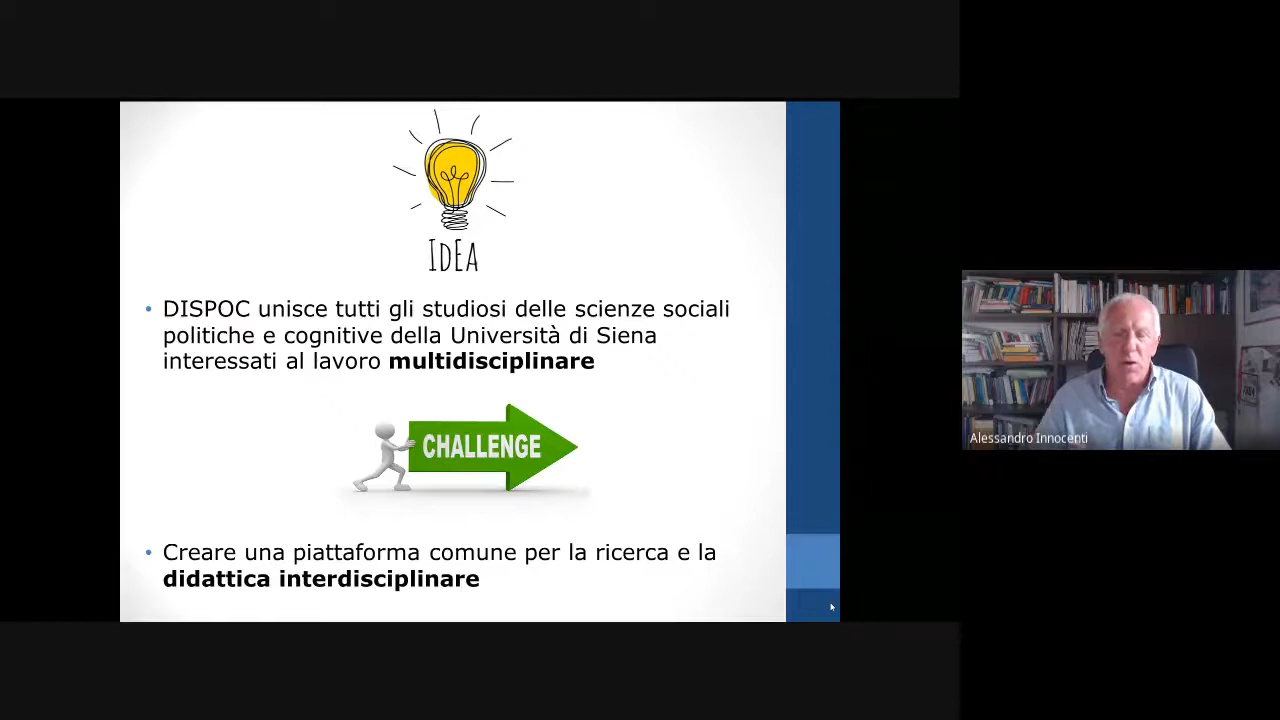 IdEA
DISPOC unisce tutti gli studiosi delle scienze sociali
politiche e cognitive della Università di Siena
interessati al lavoro multidisciplinare
CHALLENGE
Creare una piattaforma comune per la ricerca e la
didattica interdisciplinare
Alessandro Innocenti